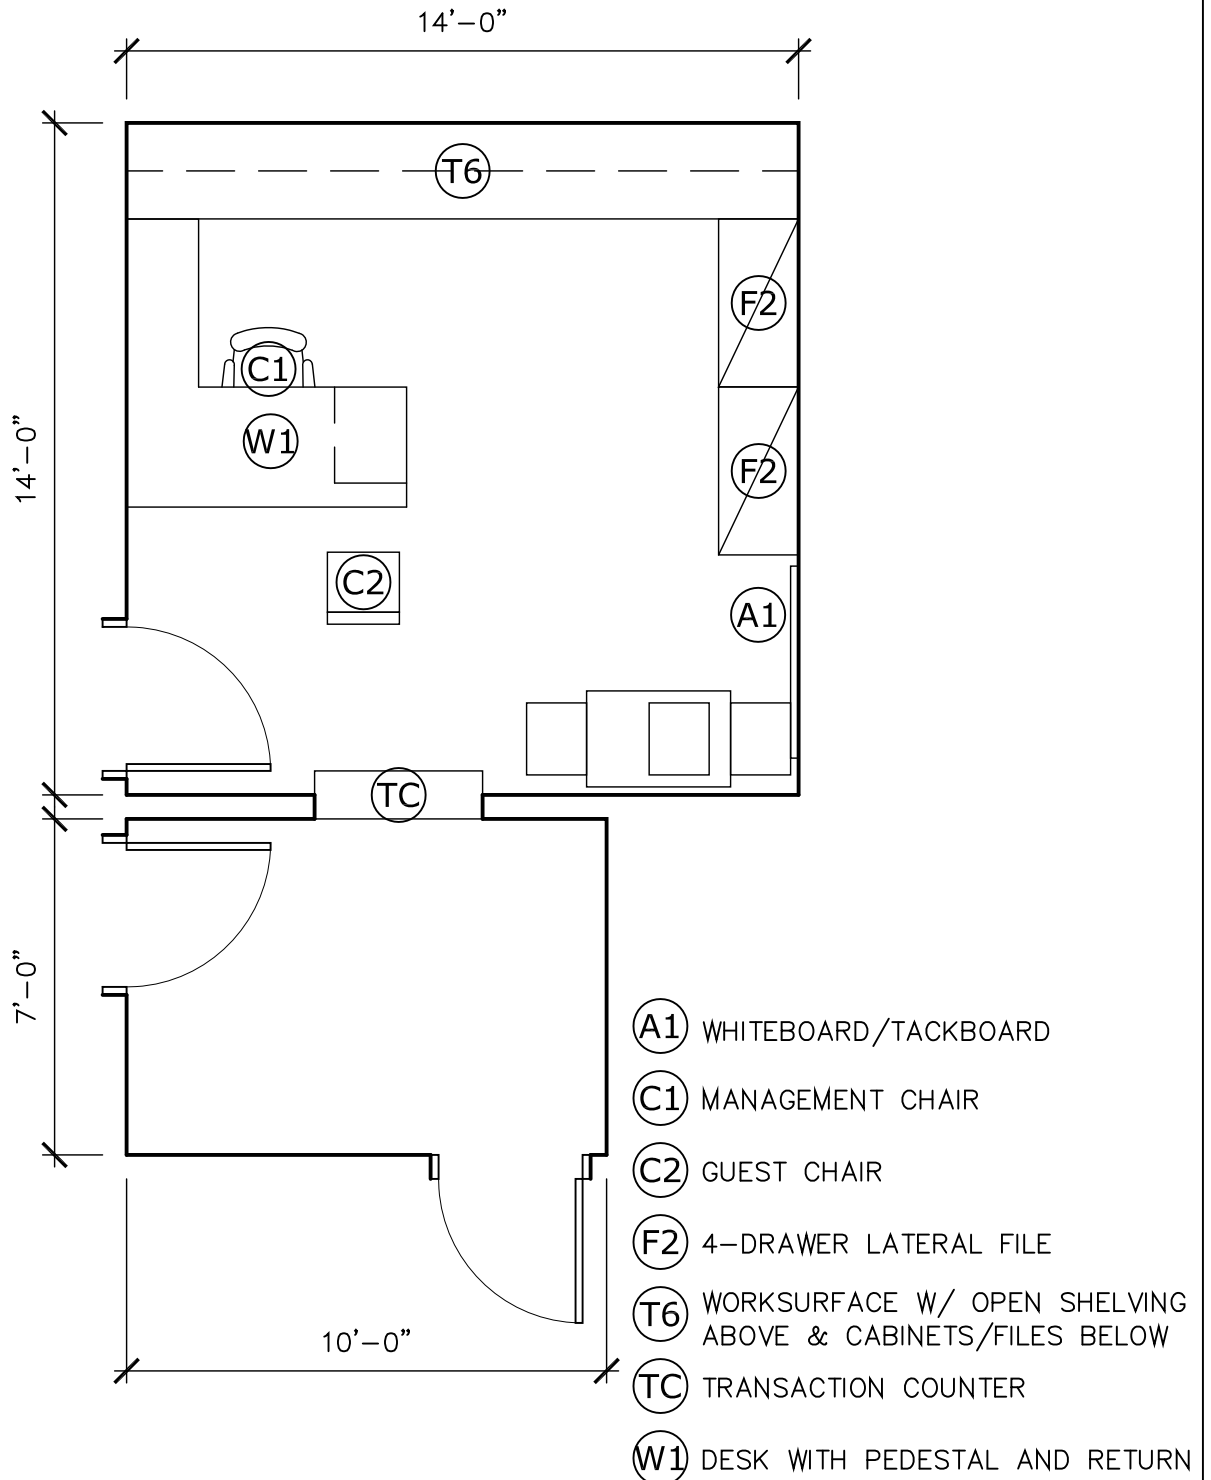 14'-0"
T6
F2
C1
14'-0"
W1
F2
C2
A1
TC
7'-0"
A1 WHITEBOARD/TACKBOARD
C1 MANAGEMENT CHAIR
C2 GUEST CHAIR
F2 4-DRAWER LATERAL FILE
T6 WORKSURFACE W/ OPEN SHELVING
ABOVE & CABINETS/FILES BELOW
10'-0"
TC TRANSACTION COUNTER
W1 DESK WITH PEDESTAL AND RETURN